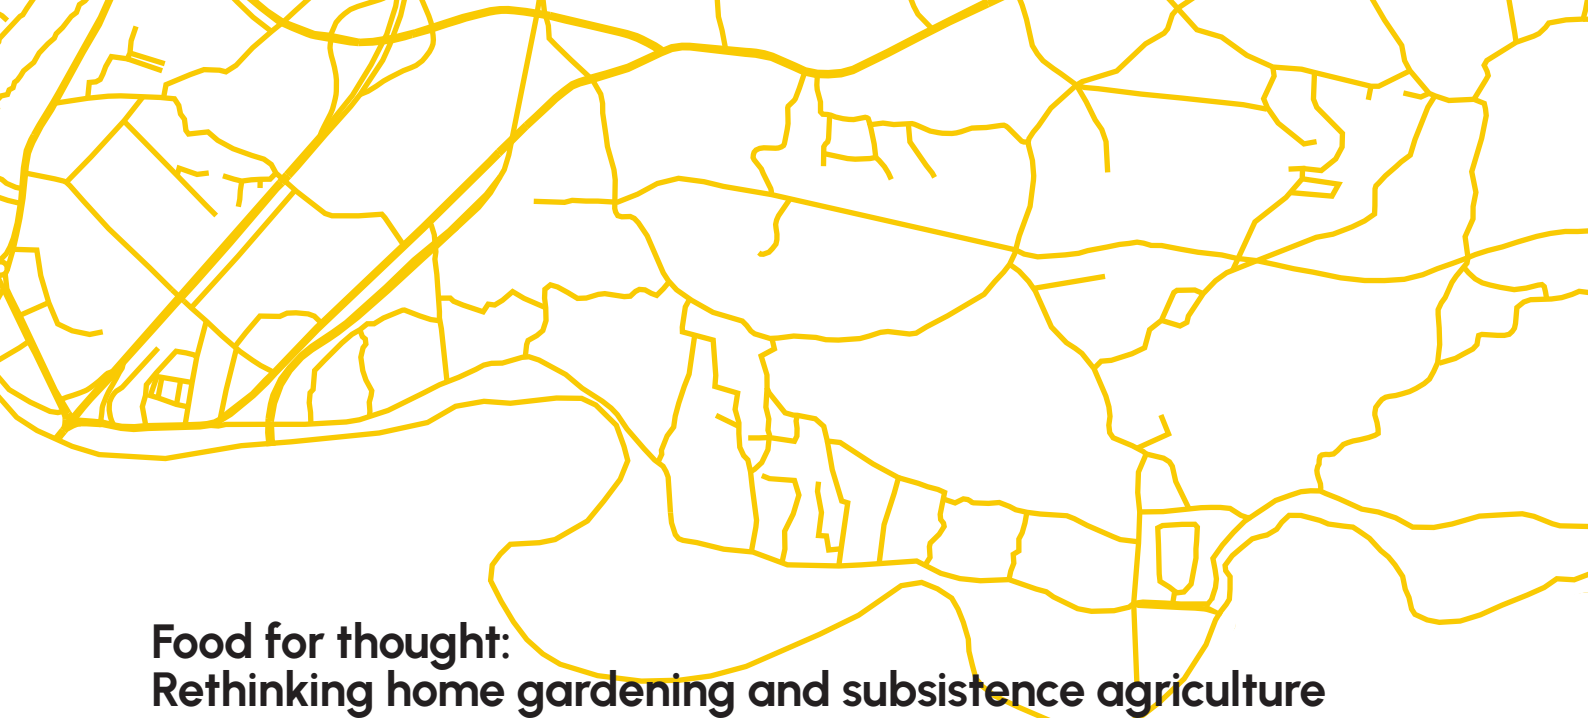 Food for thought:
Rethinking home gardening and subsistence agriculture